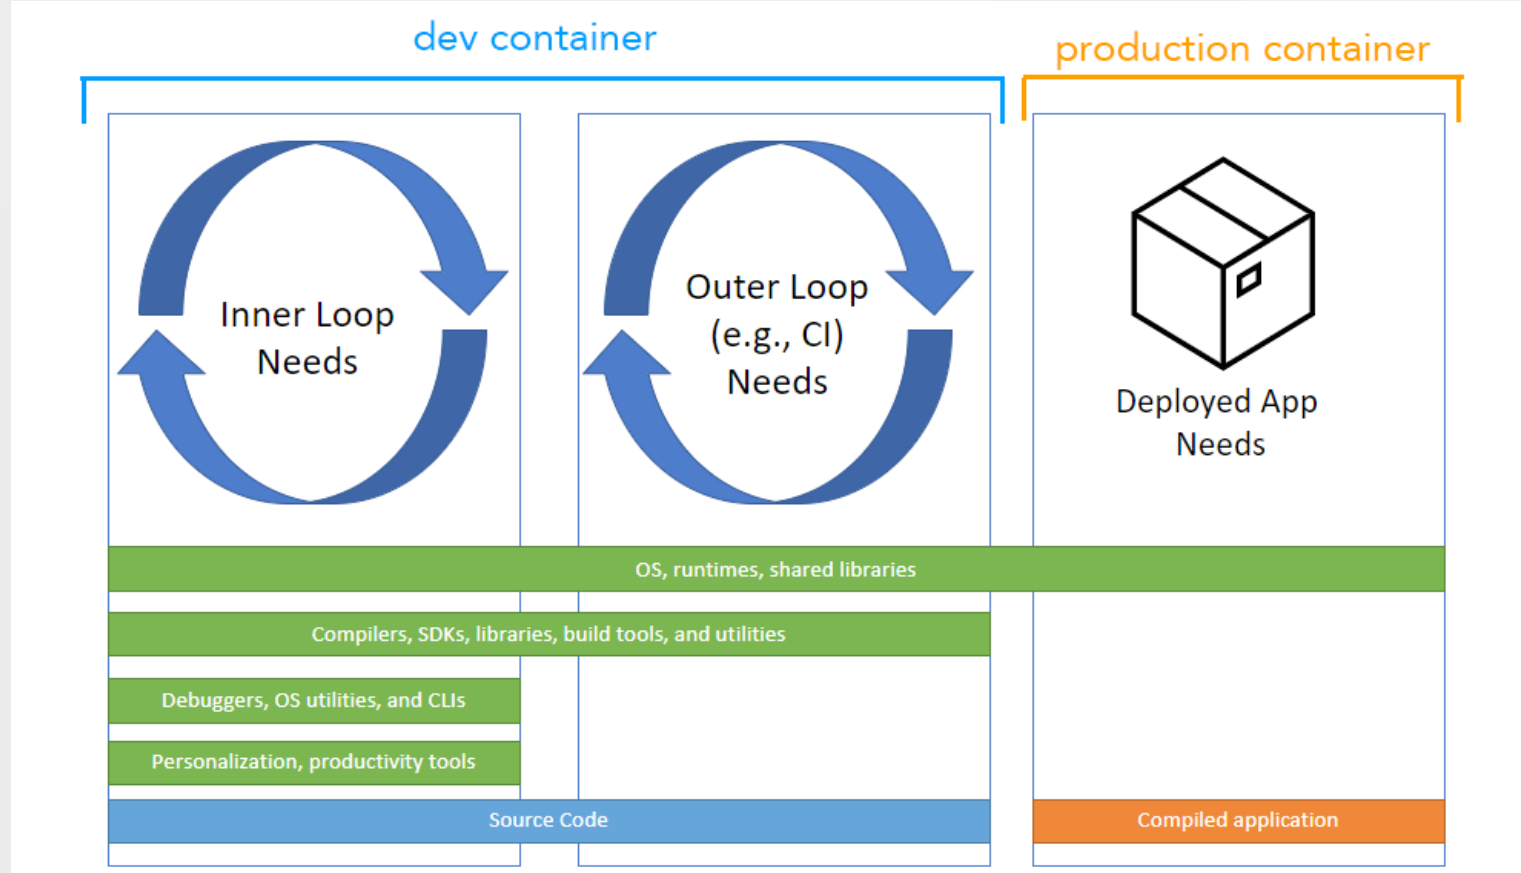 dev container
production container
Inner Loop
Needs
Outer Loop
(e.g., CI)
Needs
Deployed App
Needs
OS, runtimes, shared libraries
Compilers, SDKs, libraries, build tools, and utilities
Debuggers, OS utilities, and CLIs
Personalization, productivity tools
Source Code
Compiled application